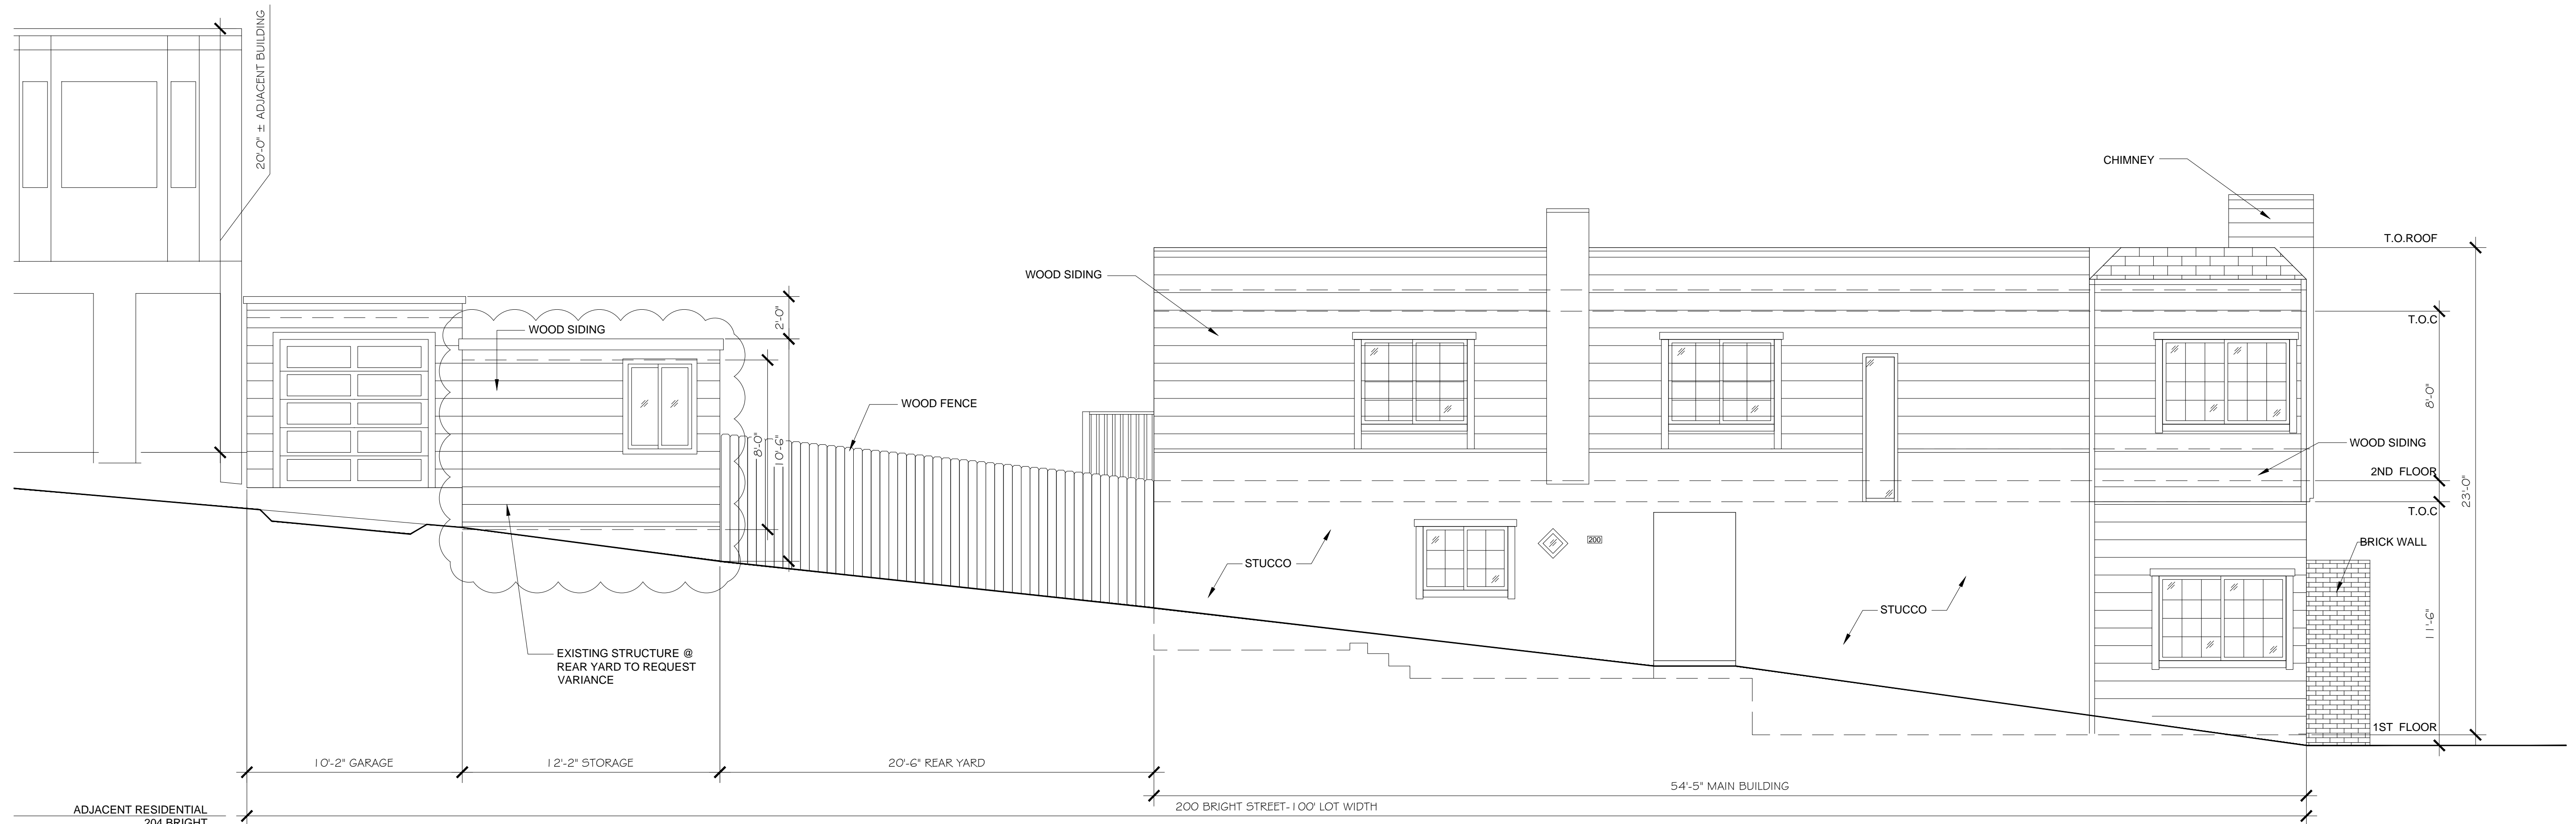 20'-0" ± ADJACENT BUILDING
CHIMNEY
T.O.ROOF
WOOD SIDING
T.O.C
2'-0"
WOOD SIDING
8'-0"
WOOD FENCE
8'-0"
10'-6"
WOOD SIDING
2ND FLOOR
23'-0"
T.O.C
200
BRICK WALL
STUCCO
STUCCO
11'-6"
EXISTING STRUCTURE @
REAR YARD TO REQUEST
VARIANCE
1ST FLOOR
10'-2" GARAGE
12'-2" STORAGE
20'-6" REAR YARD
54'-5" MAIN BUILDING
200 BRIGHT STREET-100' LOT WIDTH
ADJACENT RESIDENTIAL
204 BRIGHT